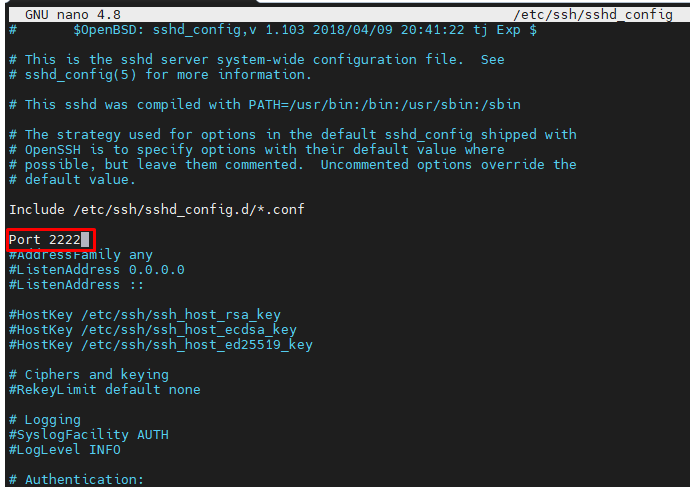 GNU nano 4.8 /etc/ssh/sshd_config
# $OpenBSD: sshd_config,v 1.103 2018/04/09 20:41:22 tj Exp $
# This is the sshd server system-wide configuration file. See
# sshd_config(5) for more information.
# This sshd was compiled with PATH=/usr/bin:/bin:/usr/sbin:/sbin
# The strategy used for options in the default sshd_config shipped with
# OpenSSH is to specify options with their default value where
# possible, but leave them commented. Uncommented options override the
# default value.
Include /etc/ssh/sshd_config.d/*.conf
Port 2222
#AddressFamily any
#ListenAddress 0.0.0.0
#ListenAddress ::
#HostKey /etc/ssh/ssh_host_rsa_key
#HostKey /etc/ssh/ssh_host_ecdsa_key
#HostKey /etc/ssh/ssh_host_ed25519_key
# Ciphers and keying
#RekeyLimit default none
# Logging
#SyslogFacility AUTH
#LogLevel INFO
# Authentication: